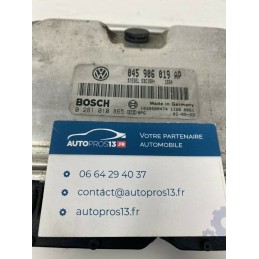 045 906 019 AP
BOSCH
Made in Germany
0 281 010 865
AUTOPROS13.FR
VOTRE PARTENAIRE
AUTOMOBILE
06 64 29 40 37
contact@autopros13.fr
autopros13.fr